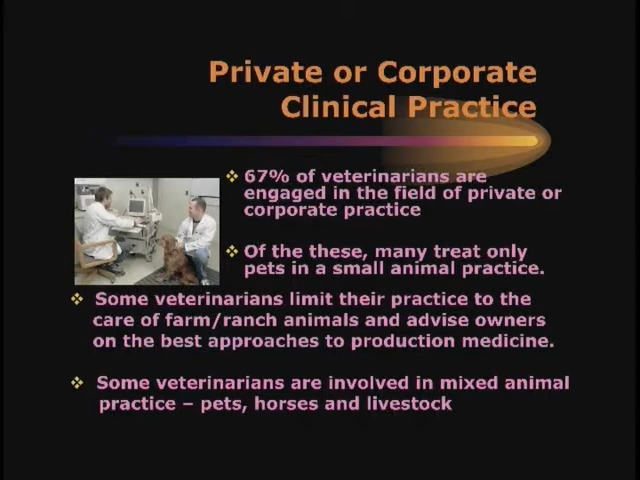 Private or Corporate
Clinical Practice
❖ 67% of veterinarians are
engaged in the field of private or
corporate practice
❖ Of the these, many treat only
pets in a small animal practice.
❖ Some veterinarians limit their practice to the
care of farm/ranch animals and advise owners
on the best approaches to production medicine.
❖ Some veterinarians are involved in mixed animal
practice – pets, horses and livestock